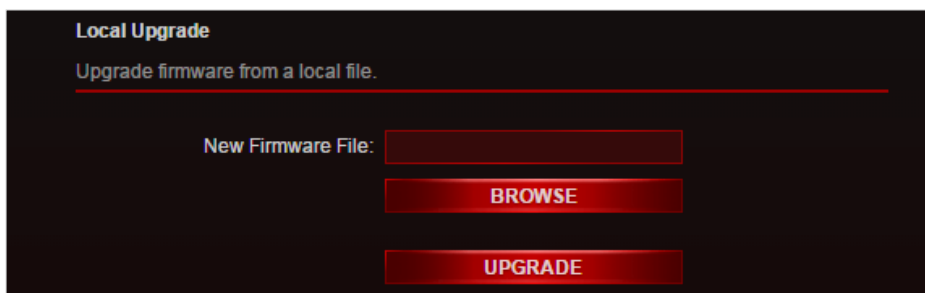 Local Upgrade
Upgrade firmware from a local file.
New Firmware File:
BROWSE
UPGRADE